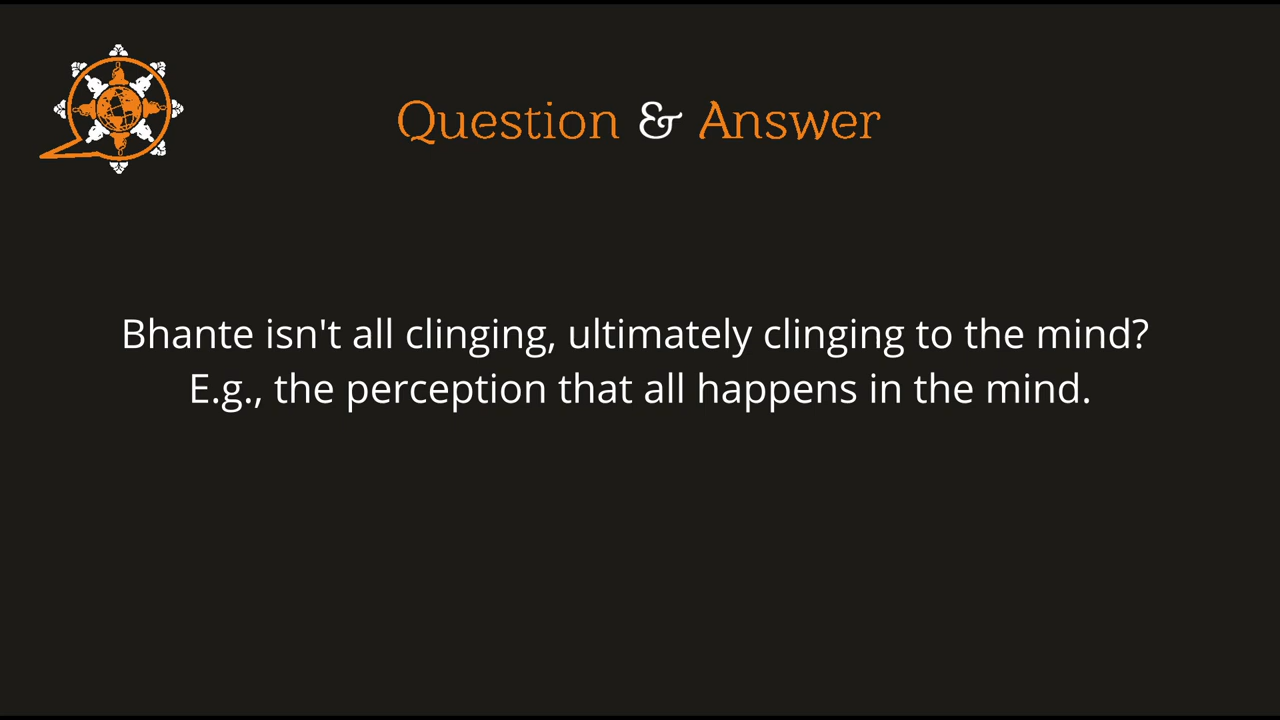 Question & Answer
Bhante isn't all clinging, ultimately clinging to the mind?
E.g., the perception that all happens in the mind.